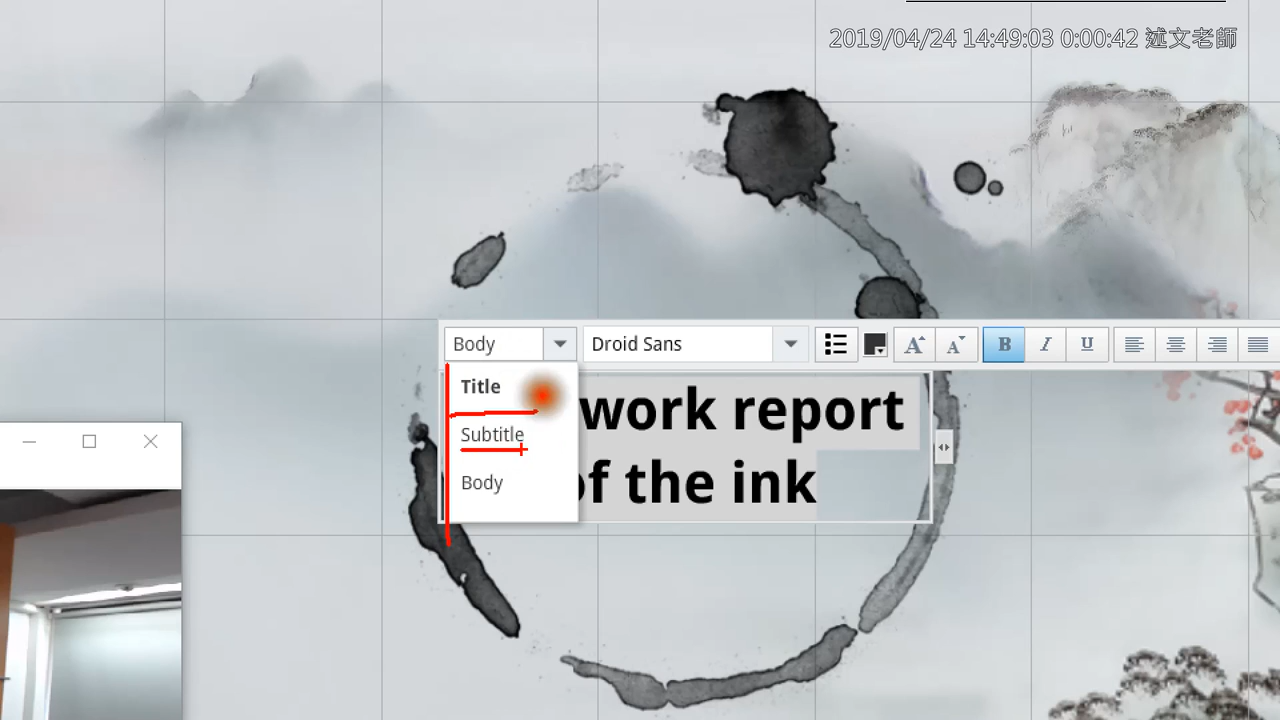 2019/04/24 14:49:03 0:00:42 述文老師
Body
Droid Sans
A A B I U
Title
Subtitle
Body
work report
of the ink